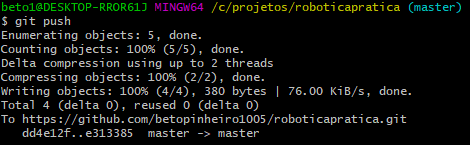 beto1@DESKTOP-RROR61J MINGW64 /c/projetos/roboticapratica (master)
$ git push
Enumerating objects: 5, done.
Counting objects: 100% (5/5), done.
Delta compression using up to 2 threads
Compressing objects: 100% (2/2), done.
Writing objects: 100% (4/4), 380 bytes | 76.00 KiB/s, done.
Total 4 (delta 0), reused 0 (delta 0)
To https://github.com/betopinheiro1005/roboticapratica.git
   dd4e12f..e313385  master -> master